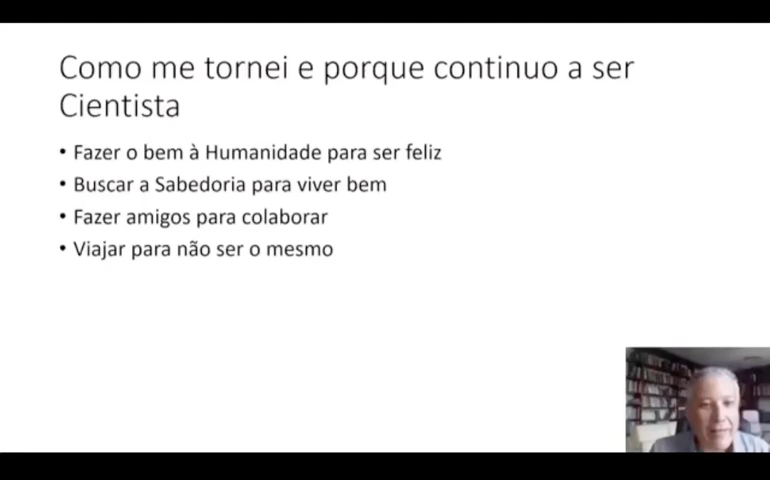 Como me tornei e porque continuo a ser
Cientista
• Fazer o bem à Humanidade para ser feliz
• Buscar a Sabedoria para viver bem
• Fazer amigos para colaborar
• Viajar para não ser o mesmo